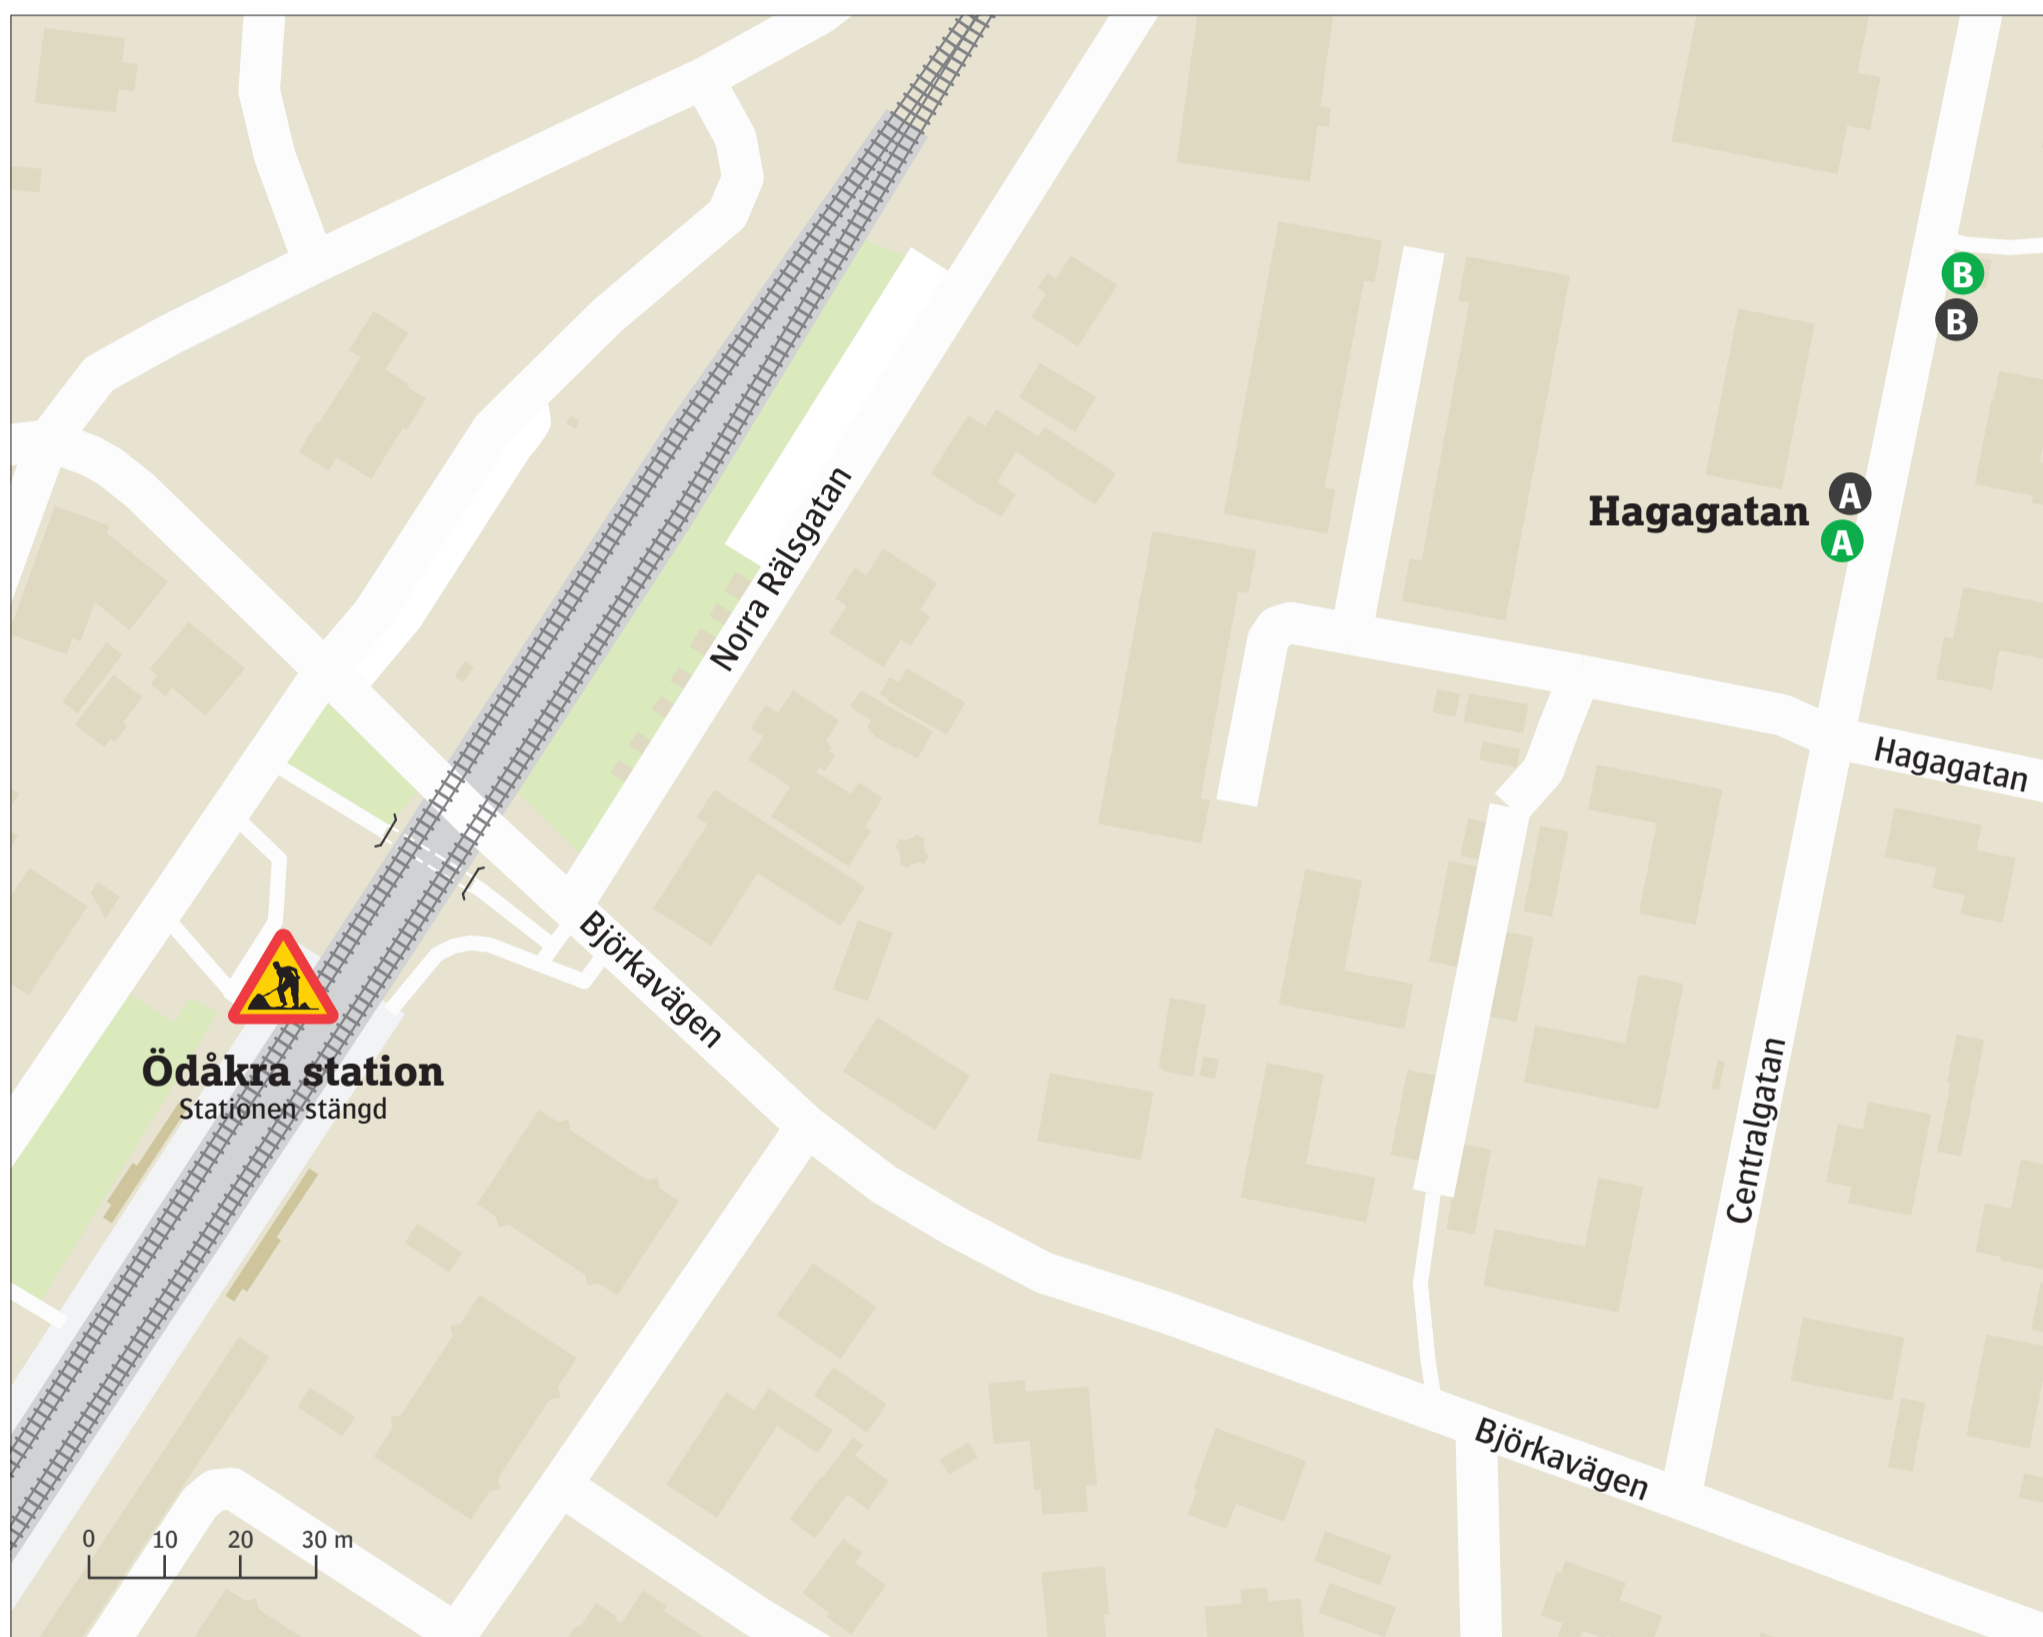 B
B
A
Hagagatan
A
Norra Rälsgatan
Hagagatan
Björkavägen
Ödåkra station
Stationen stängd
Centralgatan
Björkavägen
0 10 20 30 m